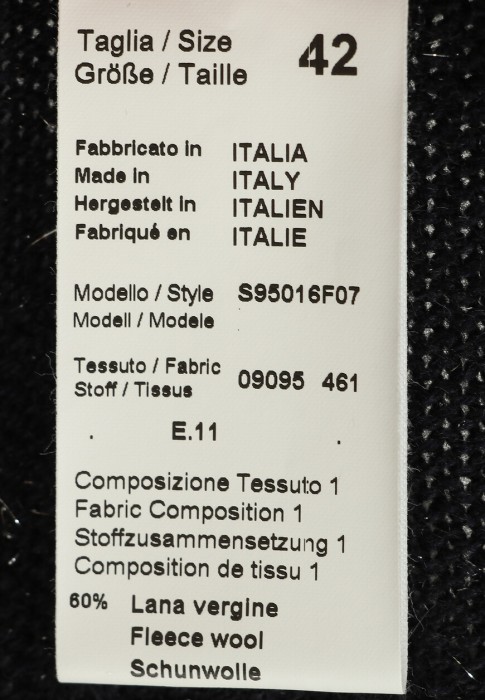 Taglia / Size 42
Größe / Taille
Fabbricato in ITALIA
Made in ITALY
Hergestelt in ITALIEN
Fabriqué en ITALIE
Modello / Style S95016F07
Modell / Modele
Tessuto / Fabric 09095 461
Stoff / Tissus
E.11
Composizione Tessuto 1
Fabric Composition 1
Stoffzusammensetzung 1
Composition de tissu 1
60% Lana vergine
Fleece wool
Schunwolle